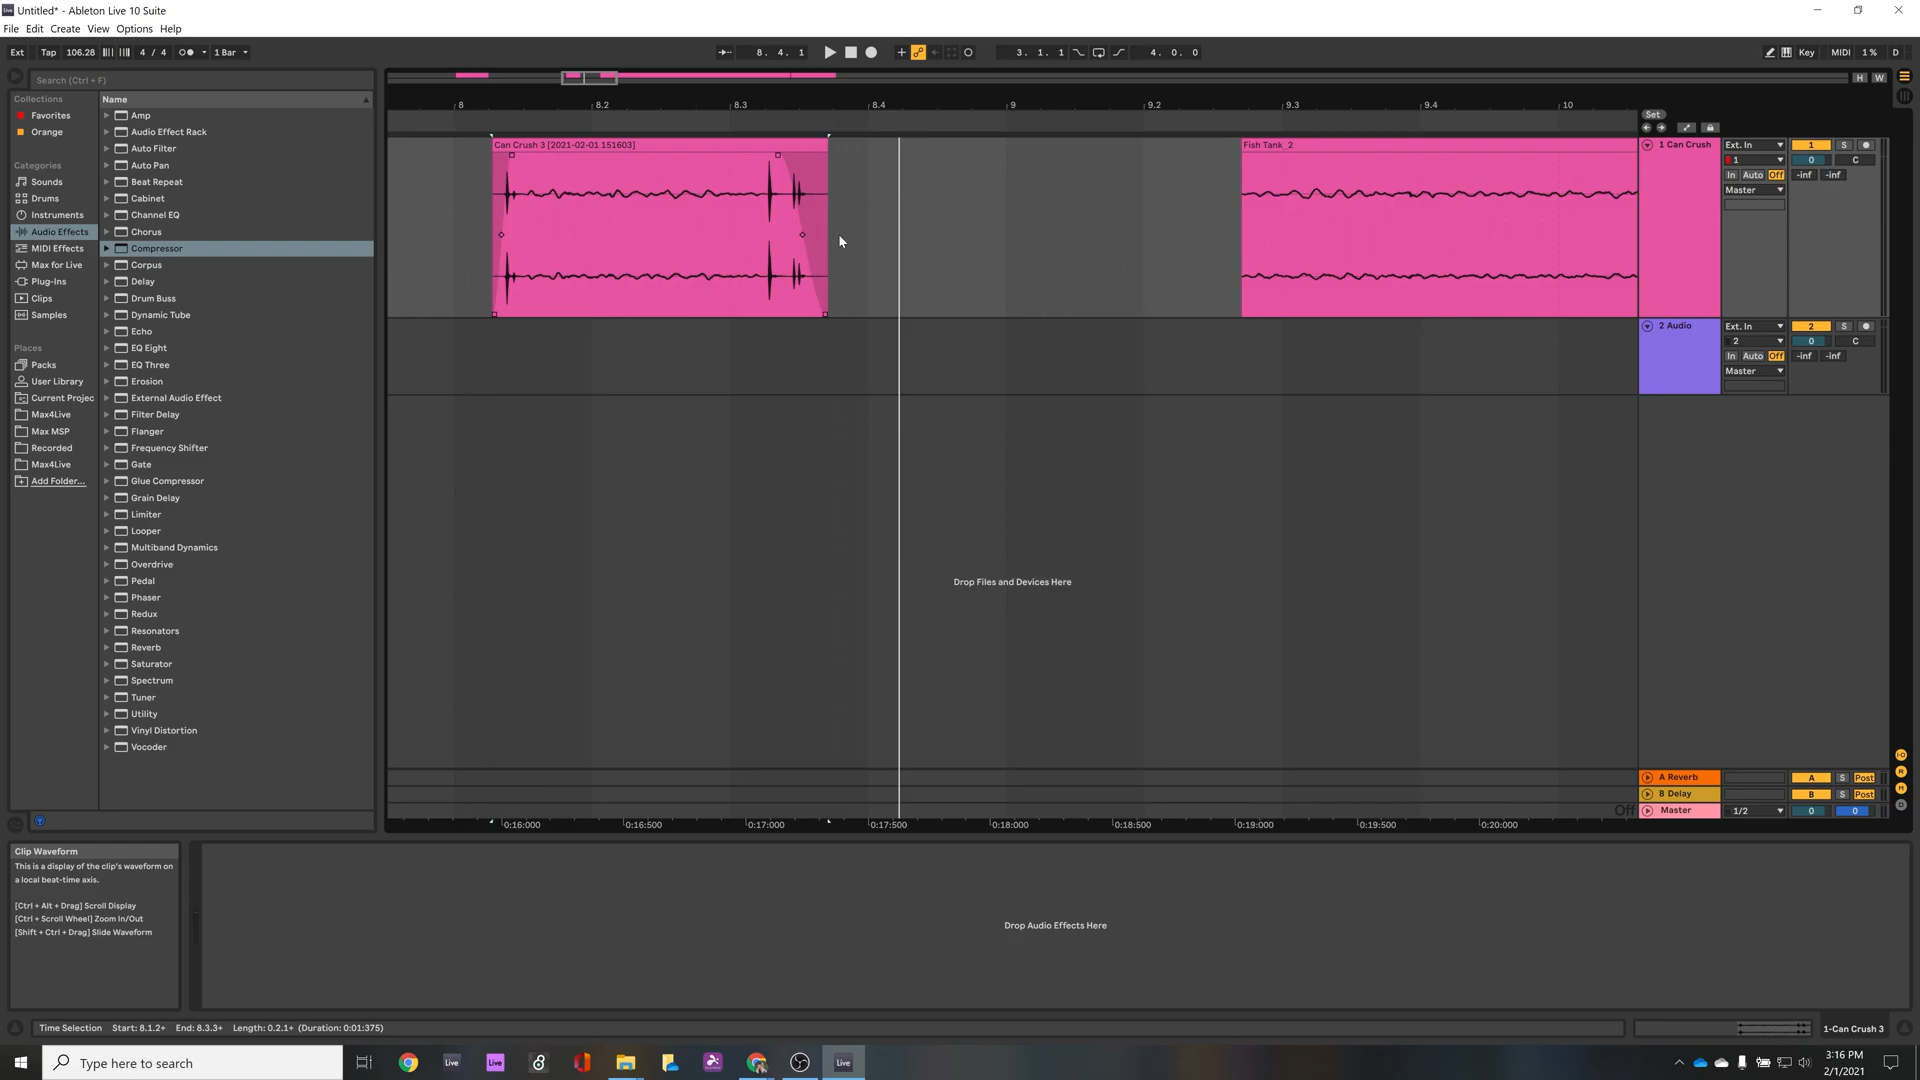 Untitled* - Ableton Live 10 Suite
File Edit Create View Options Help
Ext Tap 106.28 4 / 4 1 Bar 8. 4. 1 3. 1. 1 4. 0. 0 Key MIDI 1 % D
Search (Ctrl + F)
H W
Collections
Favorites
Orange
Categories
Sounds
Drums
Instruments
Audio Effects
MIDI Effects
Max for Live
Plug-Ins
Clips
Samples
Places
Packs
User Library
Current Projec
Max4Live
Max MSP
Recorded
Max4Live
Add Folder...
Name
Amp
Audio Effect Rack
Auto Filter
Auto Pan
Beat Repeat
Cabinet
Channel EQ
Chorus
Compressor
Corpus
Delay
Drum Buss
Dynamic Tube
Echo
EQ Eight
EQ Three
Erosion
External Audio Effect
Filter Delay
Flanger
Frequency Shifter
Gate
Glue Compressor
Grain Delay
Limiter
Looper
Multiband Dynamics
Overdrive
Pedal
Phaser
Redux
Resonators
Reverb
Saturator
Spectrum
Tuner
Utility
Vinyl Distortion
Vocoder
8 8.2 8.3 8.4 9 9.2 9.3 9.4 10
Set
Can Crush 3 [2021-02-01 151603]
Fish Tank_2
1 Can Crush Ext. In 1 S
1 0 C
In Auto Off -inf -inf
Master
2 Audio Ext. In 2 S
2 0 C
In Auto Off -inf -inf
Master
Drop Files and Devices Here
A Reverb A S Post
B Delay B S Post
Off Master 1/2 0 0
0:16:000 0:16:500 0:17:000 0:17:500 0:18:000 0:18:500 0:19:000 0:19:500 0:20:000
Clip Waveform
This is a display of the clip's waveform on
a local beat-time axis.
[Ctrl + Alt + Drag] Scroll Display
[Ctrl + Scroll Wheel] Zoom In/Out
[Shift + Ctrl + Drag] Slide Waveform
Drop Audio Effects Here
Time Selection Start: 8.1.2+ End: 8.3.3+ Length: 0.2.1+ (Duration: 0:01:375)
1-Can Crush 3
Type here to search
Live Live Live
3:16 PM
2/1/2021